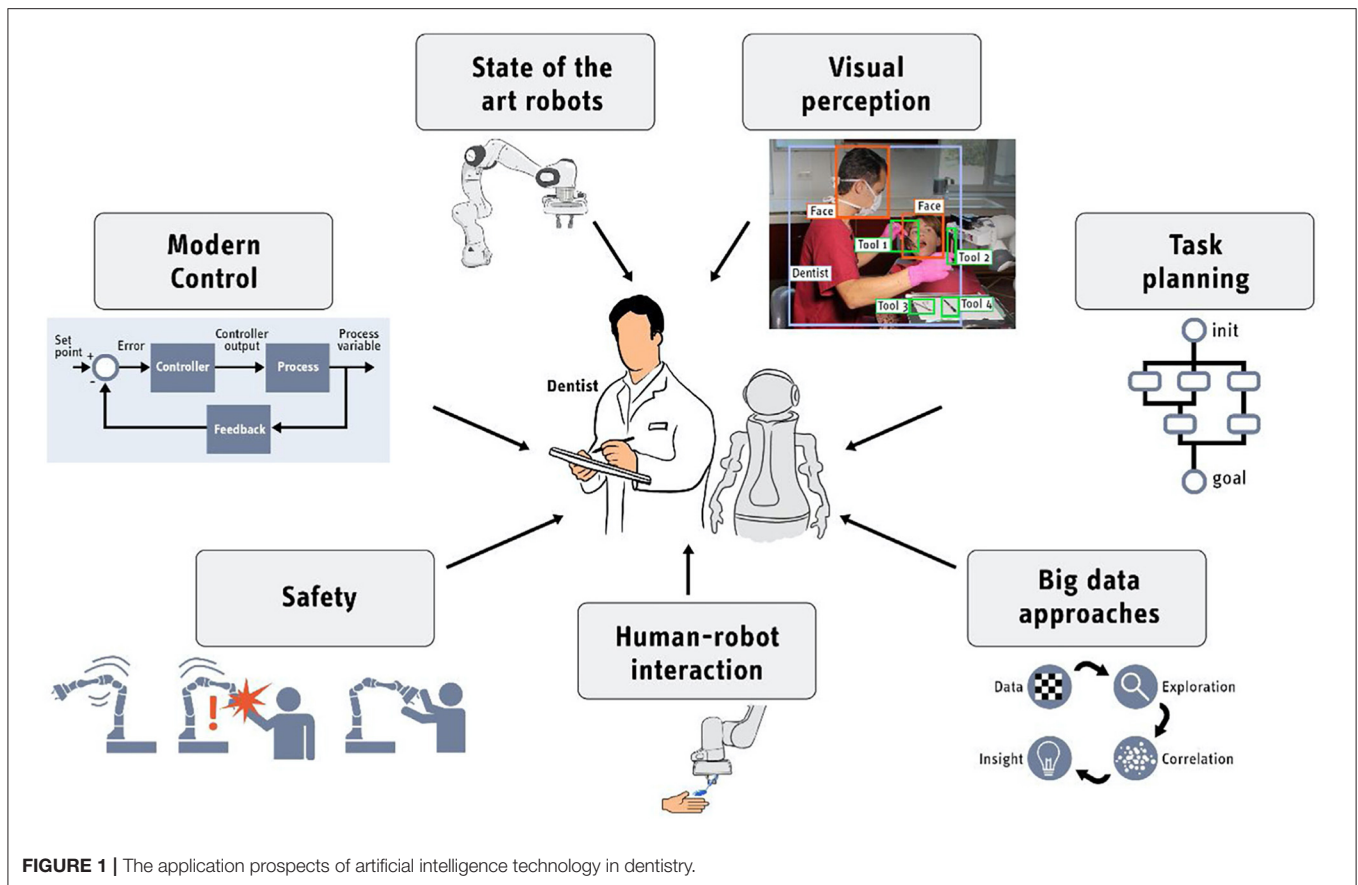 State of the
art robots
Visual
perception
Face
Face
Tool 1
Tool 2
Dentist
Tool 3
Tool 4
Modern
Control
Set
point
+
-
Error
Controller
Controller
output
Process
Process
variable
Feedback
Task
planning
init
goal
Dentist
Safety
!
Human-robot
interaction
Big data
approaches
Data
Exploration
Insight
Correlation
FIGURE 1 | The application prospects of artificial intelligence technology in dentistry.